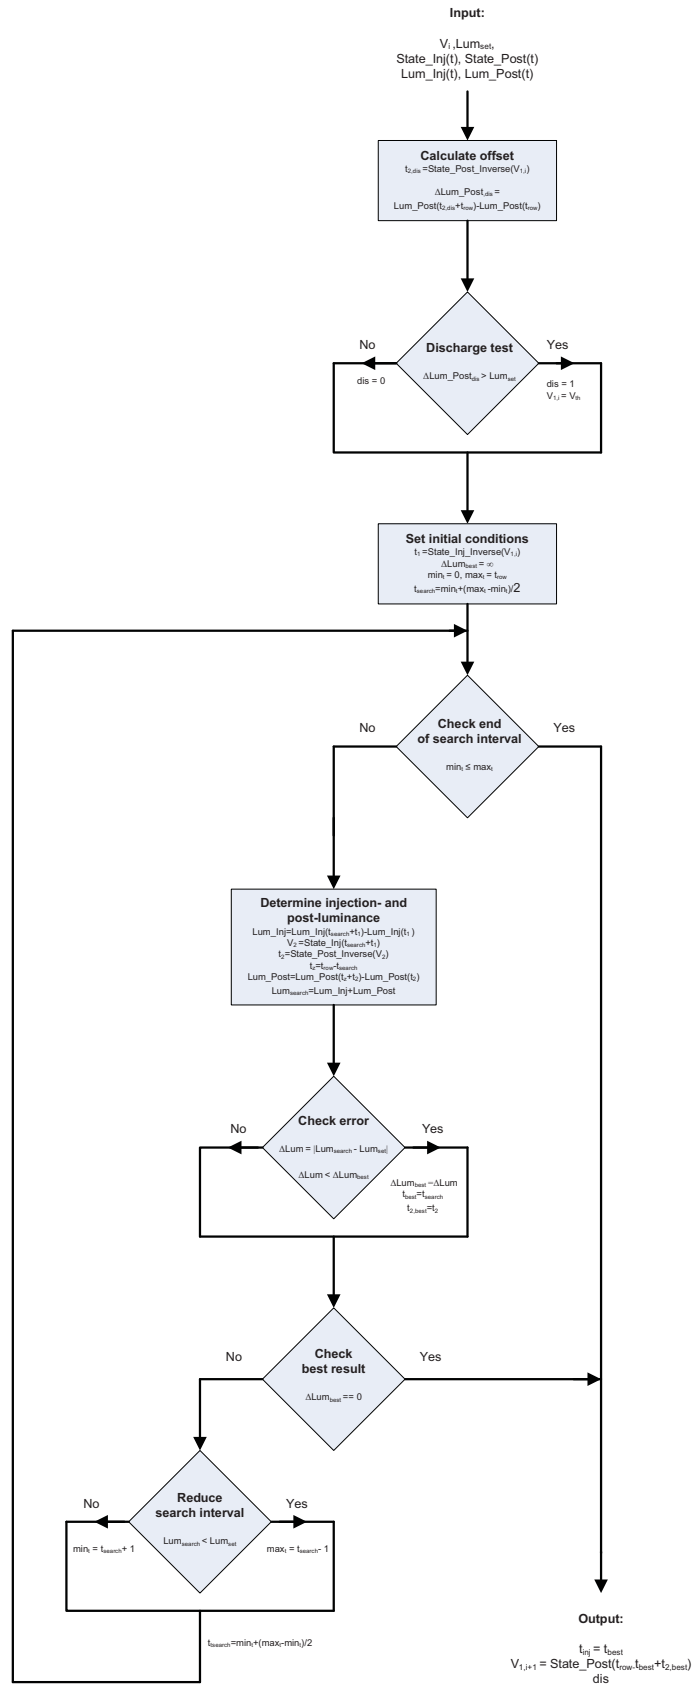 Input:
Vᵢ ,Lumset,
State_Inj(t), State_Post(t)
Lum_Inj(t), Lum_Post(t)
Calculate offset
t2,dis=State_Post_Inverse(V1,i)
ΔLum_Postdis =
Lum_Post(t2,dis+trow)-Lum_Post(trow)
Discharge test
ΔLum_Postdis > Lumset
No
dis = 0
Yes
dis = 1
V1,i = Vth
Set initial conditions
t1=State_Inj_Inverse(V1,i)
ΔLumbest = ∞
mint = 0, maxt = trow
tsearch=mint+(maxt-mint)/2
Check end
of search interval
mint ≤ maxt
No
Yes
Determine injection- and
post-luminance
Lum_Inj=Lum_Inj(tsearch+t1)-Lum_Inj(t1 )
V2=State_Inj(tsearch+t1)
t2=State_Post_Inverse(V2)
tz=trow-tsearch
Lum_Post=Lum_Post(tz+t2)-Lum_Post(t2)
Lumsearch=Lum_Inj+Lum_Post
Check error
ΔLum = |Lumsearch - Lumset|
ΔLum < ΔLumbest
No
Yes
ΔLumbest–ΔLum
tbest=tsearch
t2,best=t2
Check
best result
ΔLumbest == 0
No
Yes
Reduce
search interval
Lumsearch < Lumset
No
mint = tsearch+ 1
Yes
maxt = tsearch- 1
ttsearch=mint+(maxt-mint)/2
Output:
tinj = tbest
V1,i+1 = State_Post(trow-tbest+t2,best)
dis